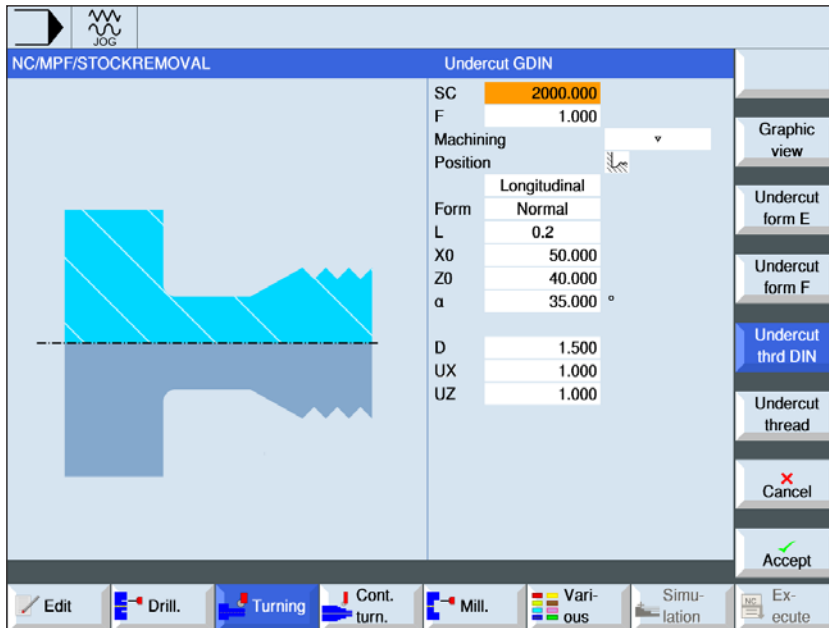 JOG
NC/MPF/STOCKREMOVAL
Undercut GDIN
SC 2000.000
F 1.000
Machining ▿
Position
Longitudinal
Form Normal
L 0.2
X0 50.000
Z0 40.000
α 35.000 °
D 1.500
UX 1.000
UZ 1.000
Graphic
view
Undercut
form E
Undercut
form F
Undercut
thrd DIN
Undercut
thread
Cancel
Accept
Edit
Drill.
Turning
Cont.
turn.
Mill.
Vari-
ous
Simu-
lation
NC
Ex-
ecute